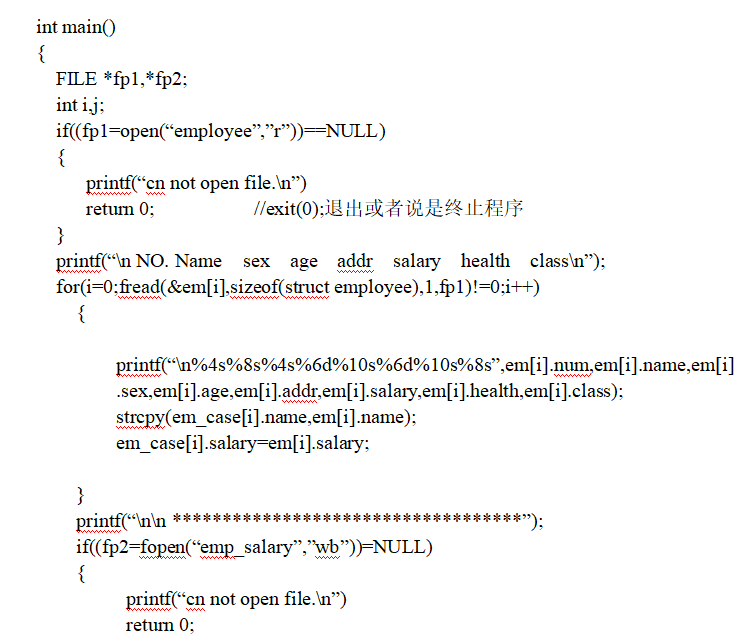 int main()
{
FILE *fp1,*fp2;
int i,j;
if((fp1=open(“employee”,”r”))==NULL)
{
printf(“cn not open file.\n”)
return 0; //exit(0);退出或者说是终止程序
}
printf(“\n NO. Name sex age addr salary health class\n”);
for(i=0;fread(&em[i],sizeof(struct employee),1,fp1)!=0;i++)
{
printf(“\n%4s%8s%4s%6d%10s%6d%10s%8s”,em[i].num,em[i].name,em[i]
.sex,em[i].age,em[i].addr,em[i].salary,em[i].health,em[i].class);
strcpy(em_case[i].name,em[i].name);
em_case[i].salary=em[i].salary;
}
printf(“\n\n ***********************************”);
if((fp2=fopen(“emp_salary”,”wb”))=NULL)
{
printf(“cn not open file.\n”)
return 0;